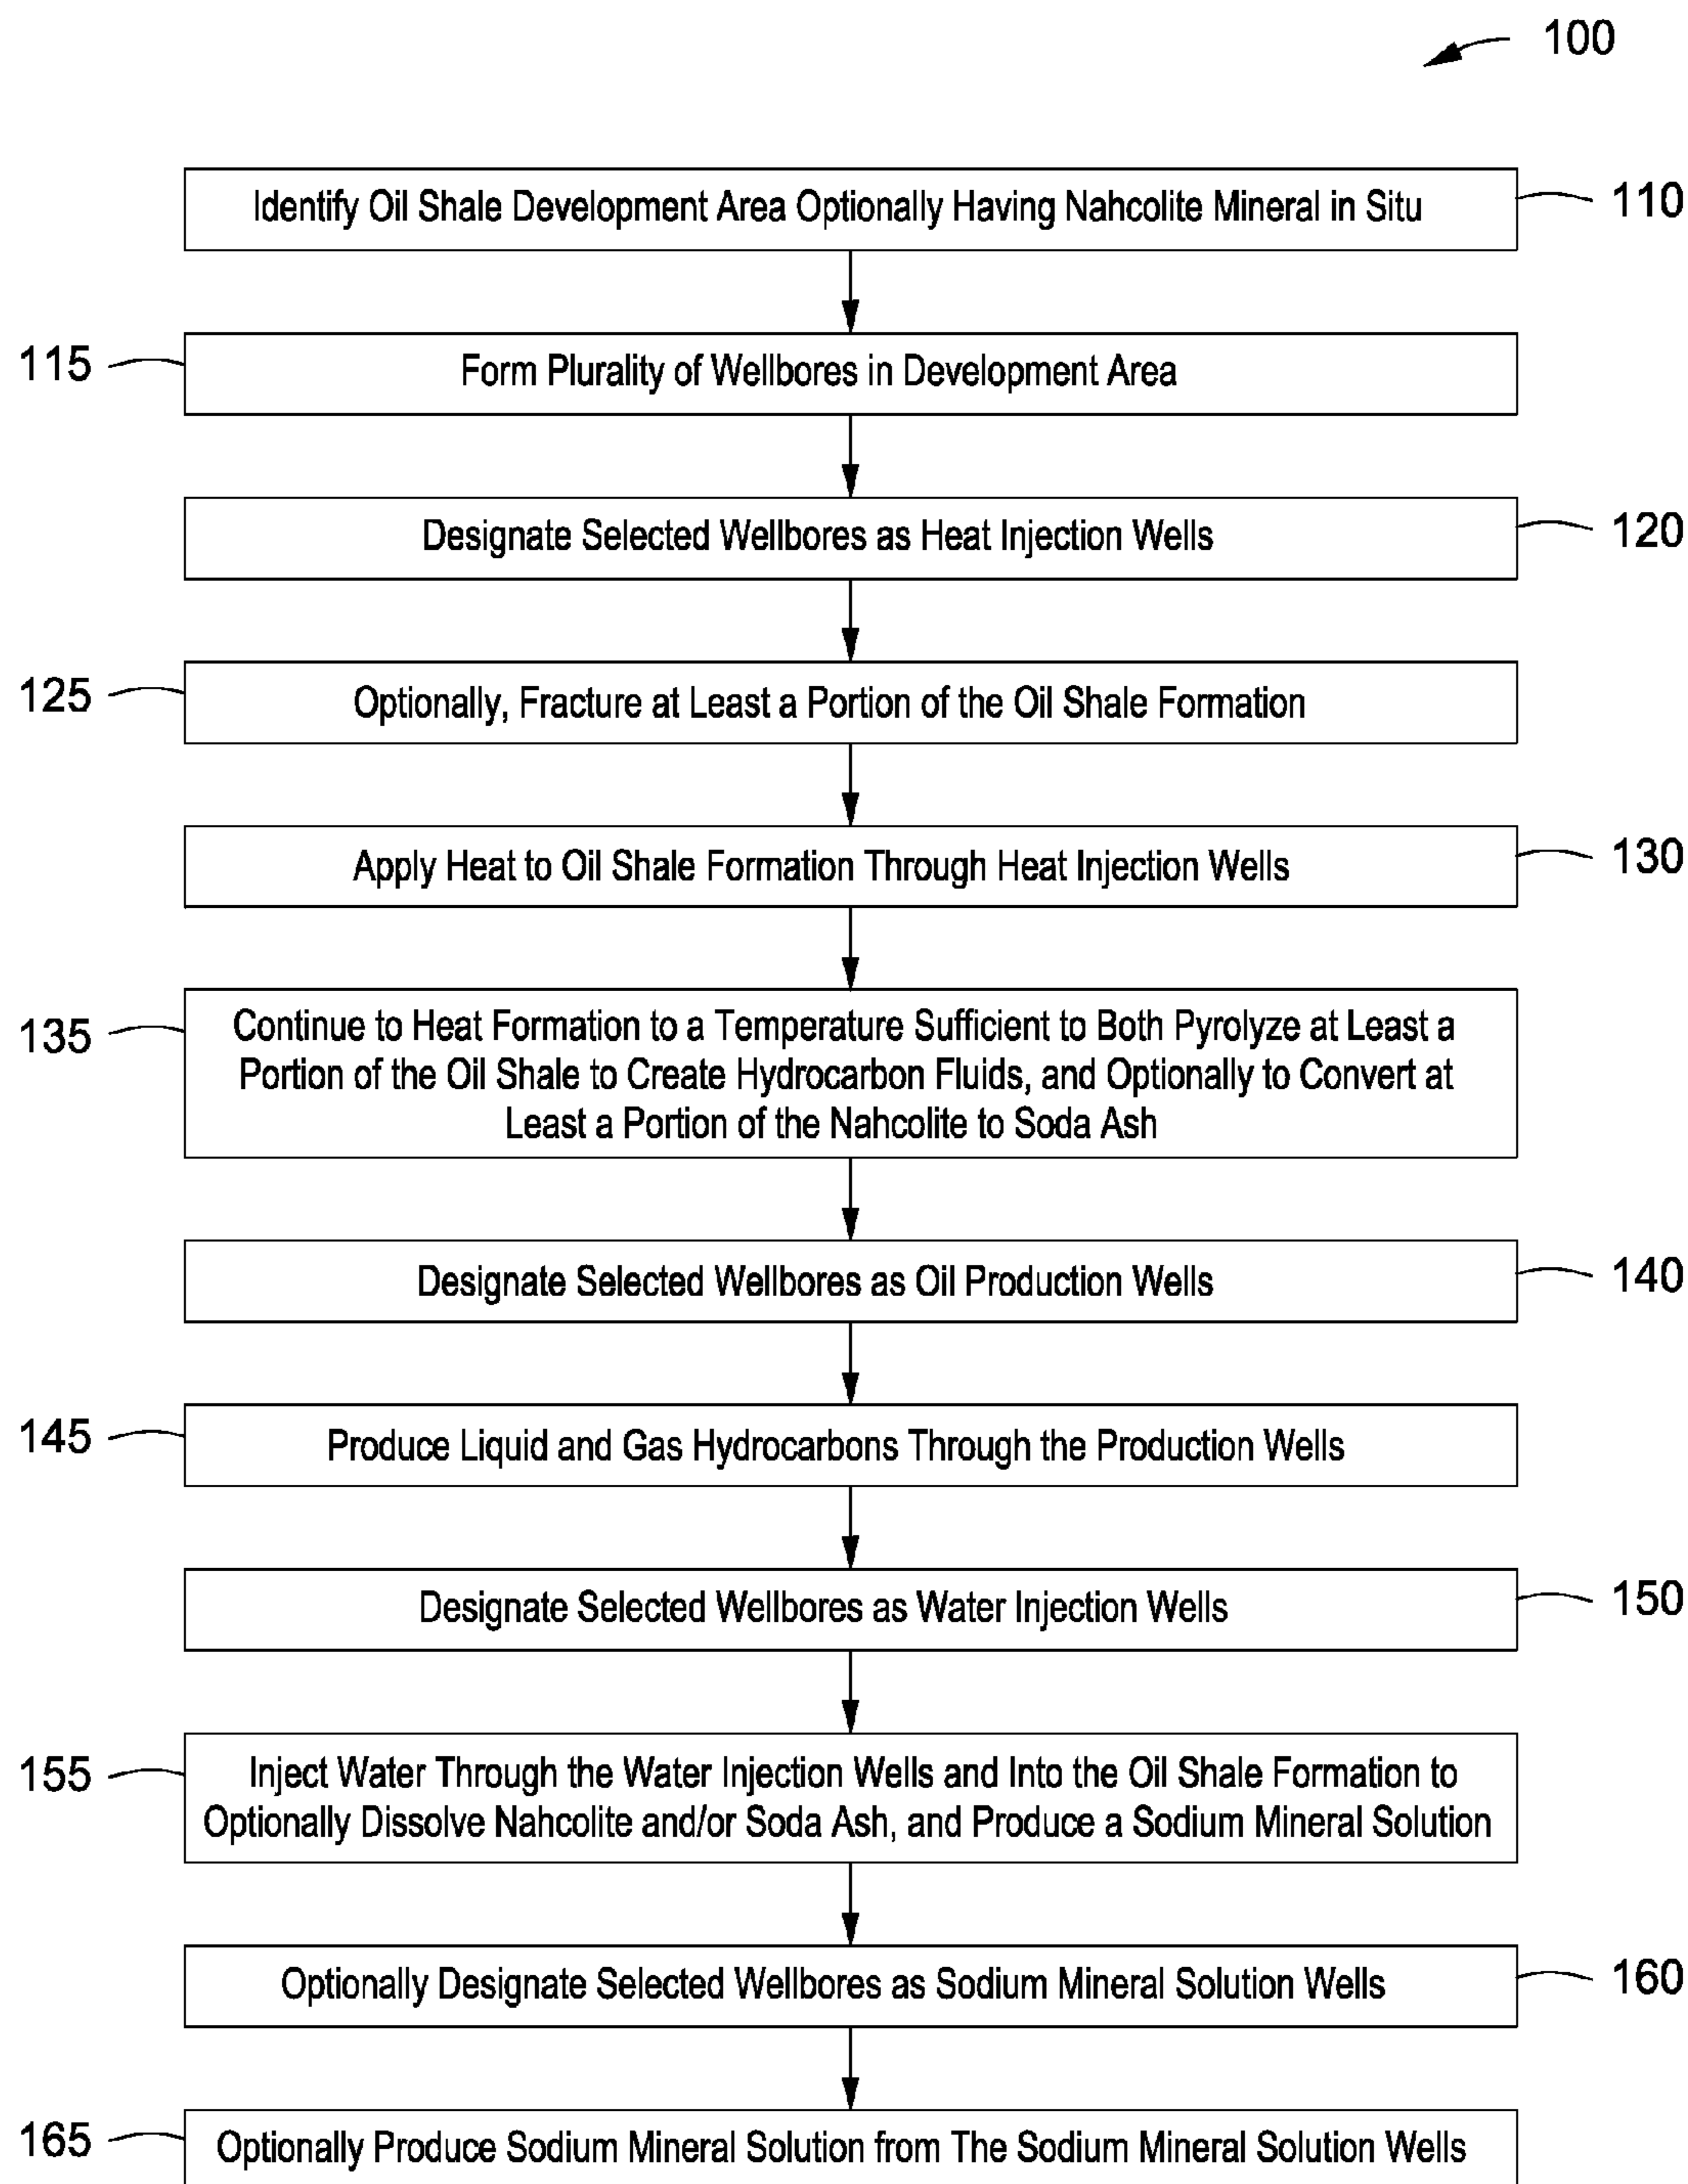 100
Identify Oil Shale Development Area Optionally Having Nahcolite Mineral in Situ
110
115
Form Plurality of Wellbores in Development Area
Designate Selected Wellbores as Heat Injection Wells
120
125
Optionally, Fracture at Least a Portion of the Oil Shale Formation
Apply Heat to Oil Shale Formation Through Heat Injection Wells
130
135
Continue to Heat Formation to a Temperature Sufficient to Both Pyrolyze at Least a
Portion of the Oil Shale to Create Hydrocarbon Fluids, and Optionally to Convert at
Least a Portion of the Nahcolite to Soda Ash
Designate Selected Wellbores as Oil Production Wells
140
145
Produce Liquid and Gas Hydrocarbons Through the Production Wells
Designate Selected Wellbores as Water Injection Wells
150
155
Inject Water Through the Water Injection Wells and Into the Oil Shale Formation to
Optionally Dissolve Nahcolite and/or Soda Ash, and Produce a Sodium Mineral Solution
Optionally Designate Selected Wellbores as Sodium Mineral Solution Wells
160
165
Optionally Produce Sodium Mineral Solution from The Sodium Mineral Solution Wells